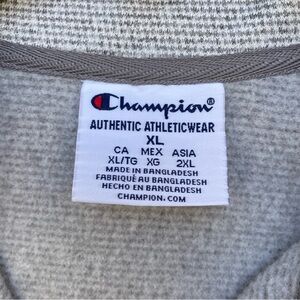 Champion®
AUTHENTIC ATHLETICWEAR
XL
CA MEX ASIA
XL/TG XG 2XL
MADE IN BANGLADESH
FABRIQUÉ AU BANGLADESH
HECHO EN BANGLADESH
CHAMPION.COM